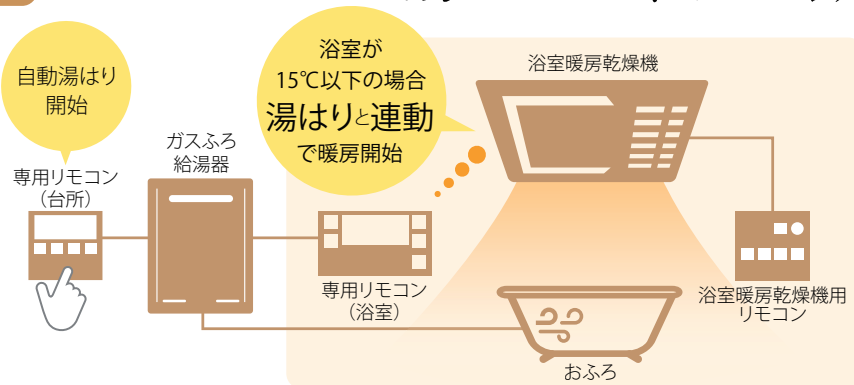 自動湯はり
開始
浴室が
15℃以下の場合
湯はりと連動
で暖房開始
浴室暖房乾燥機
ガスふろ
給湯器
専用リモコン
（台所）
専用リモコン
（浴室）
浴室暖房乾燥機用
リモコン
おふろ